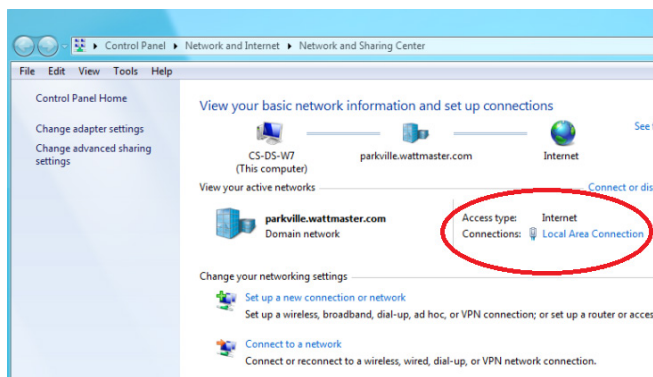 Control Panel ▸ Network and Internet ▸ Network and Sharing Center
File Edit View Tools Help
Control Panel Home
Change adapter settings
Change advanced sharing
settings
View your basic network information and set up connections
See
CS-DS-W7
(This computer)
parkville.wattmaster.com
Internet
View your active networks
Connect or dis
parkville.wattmaster.com
Domain network
Access type: Internet
Connections: Local Area Connection
Change your networking settings
Set up a new connection or network
Set up a wireless, broadband, dial-up, ad hoc, or VPN connection; or set up a router or acces
Connect to a network
Connect or reconnect to a wireless, wired, dial-up, or VPN network connection.